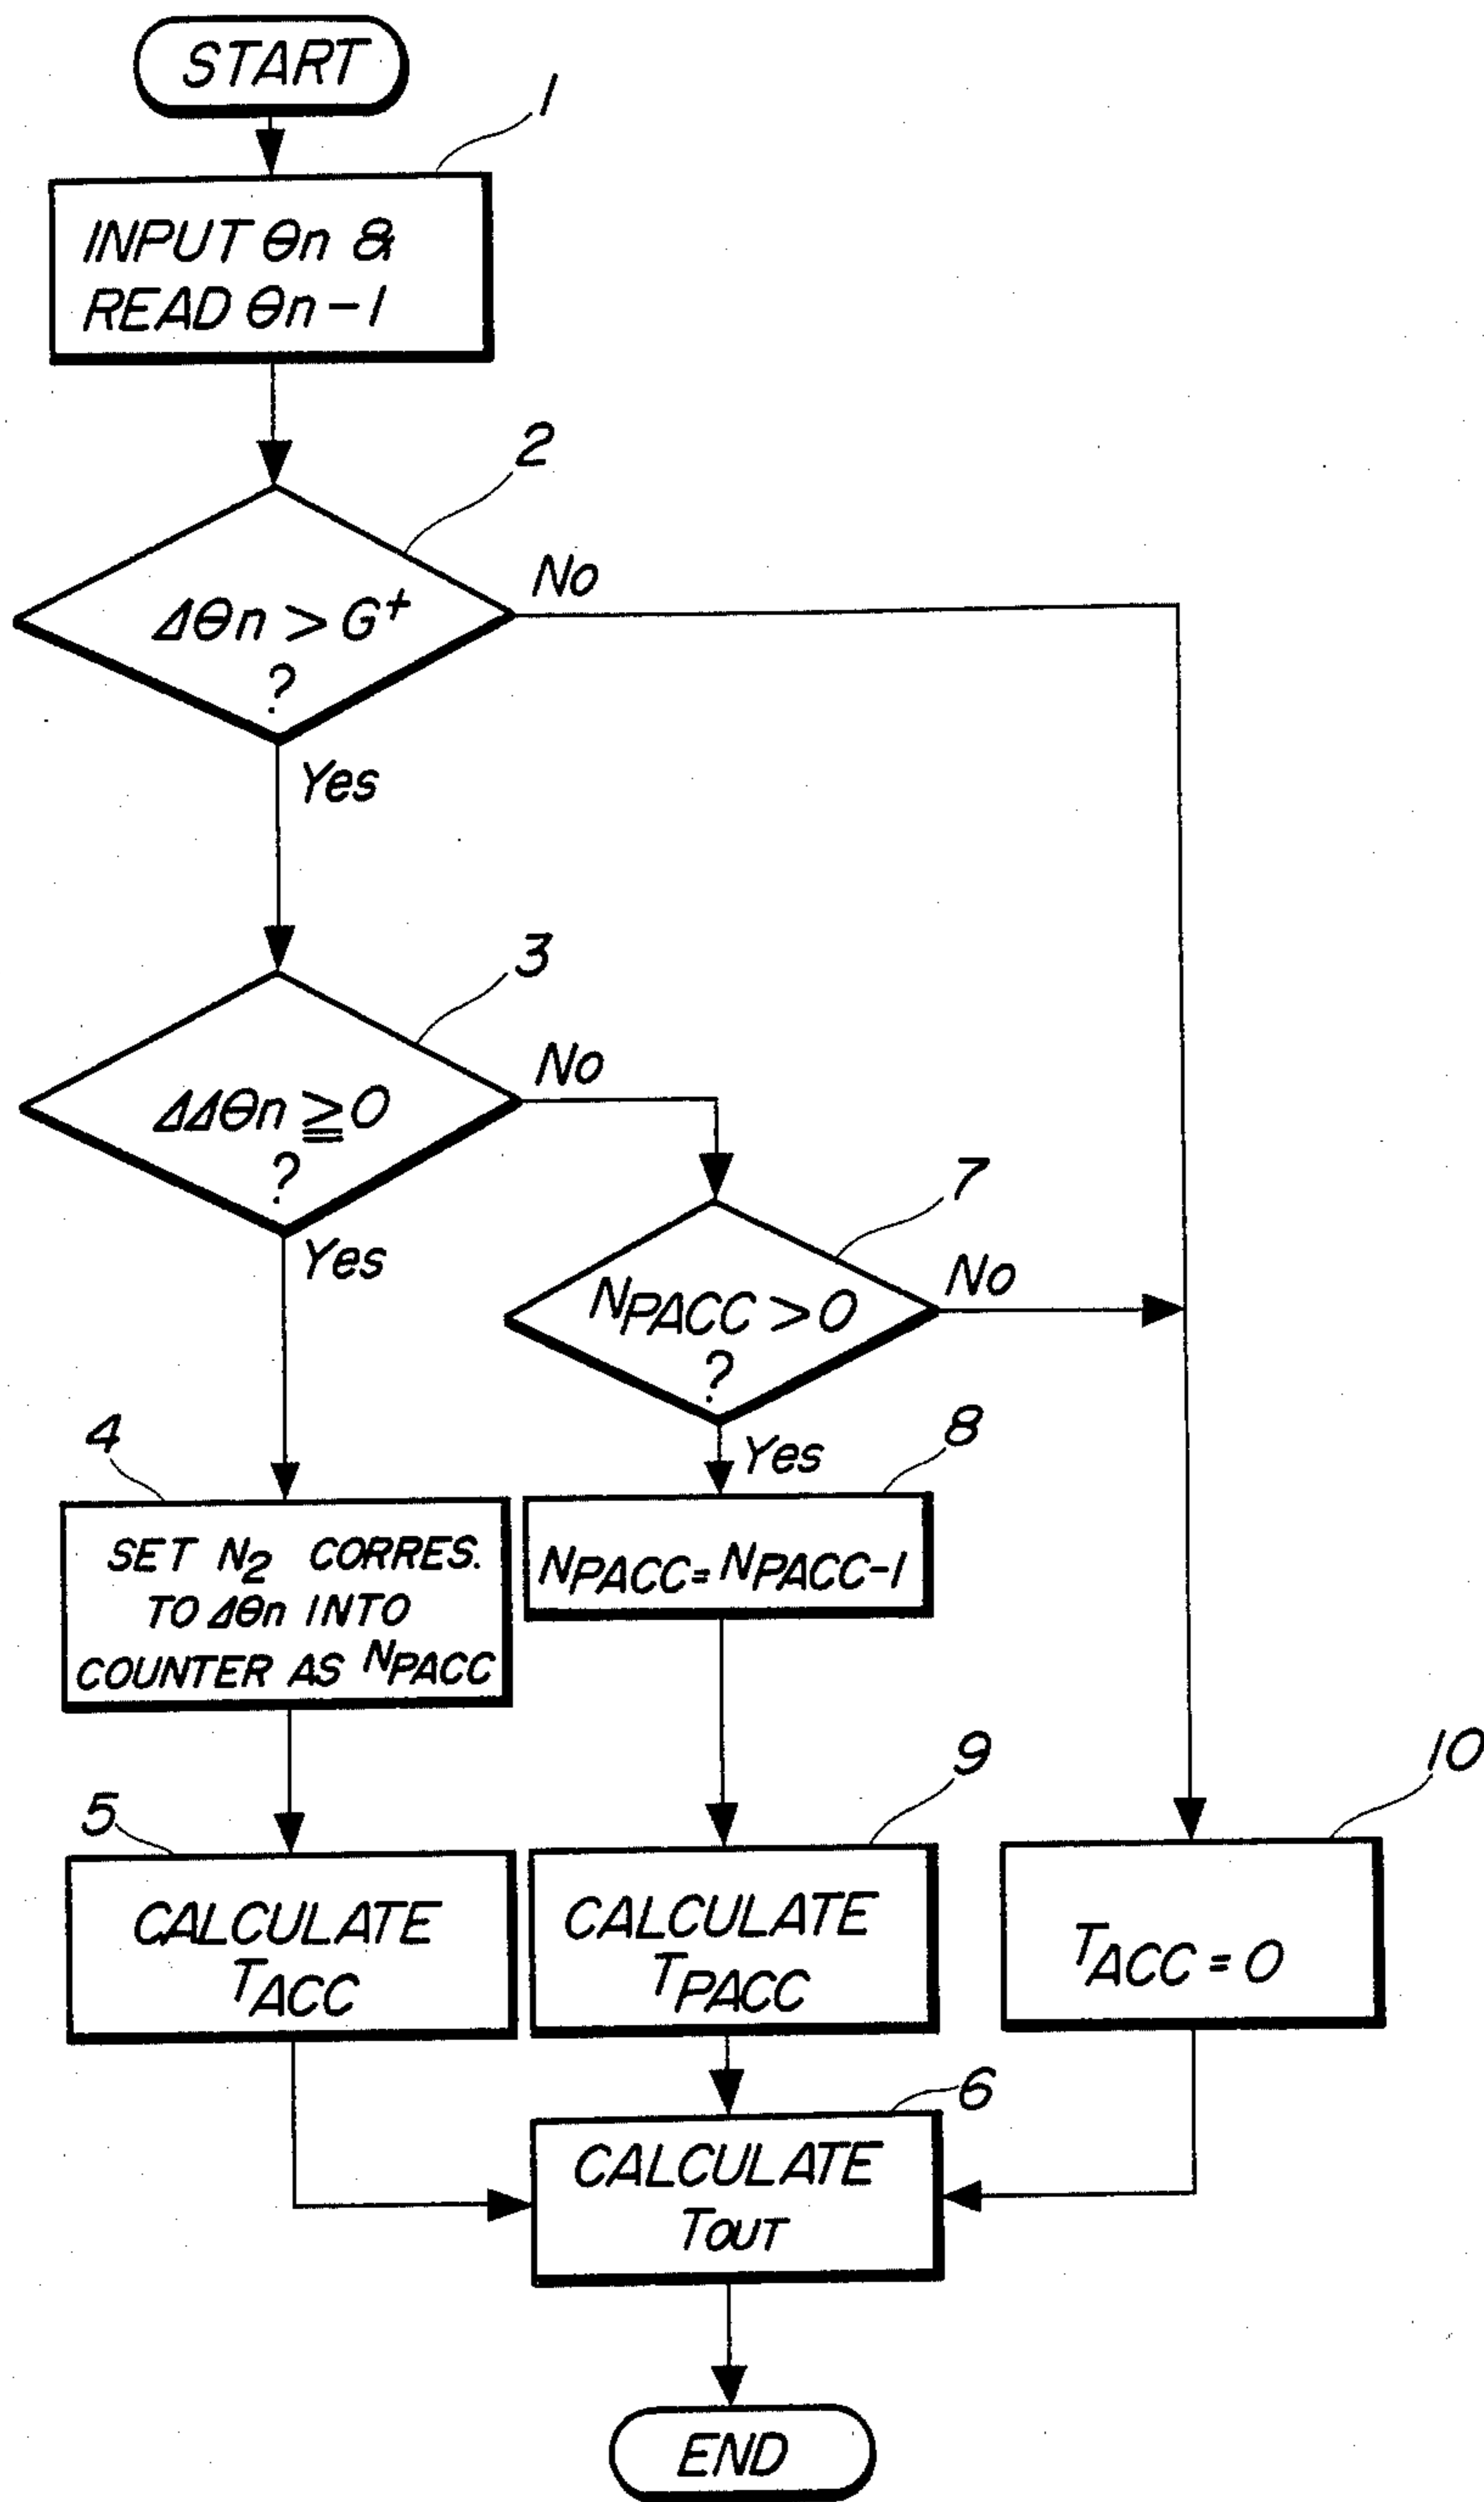 START
1
INPUT θn &
READ θn-1
2
Δθn > G+
?
No
Yes
3
ΔΔθn ≧ 0
?
No
Yes
7
NPACC > 0
?
No
Yes
4
SET N2 CORRES.
TO Δθn INTO
COUNTER AS NPACC
8
NPACC = NPACC-1
5
CALCULATE
TACC
9
CALCULATE
TPACC
10
TACC = 0
6
CALCULATE
TOUT
END